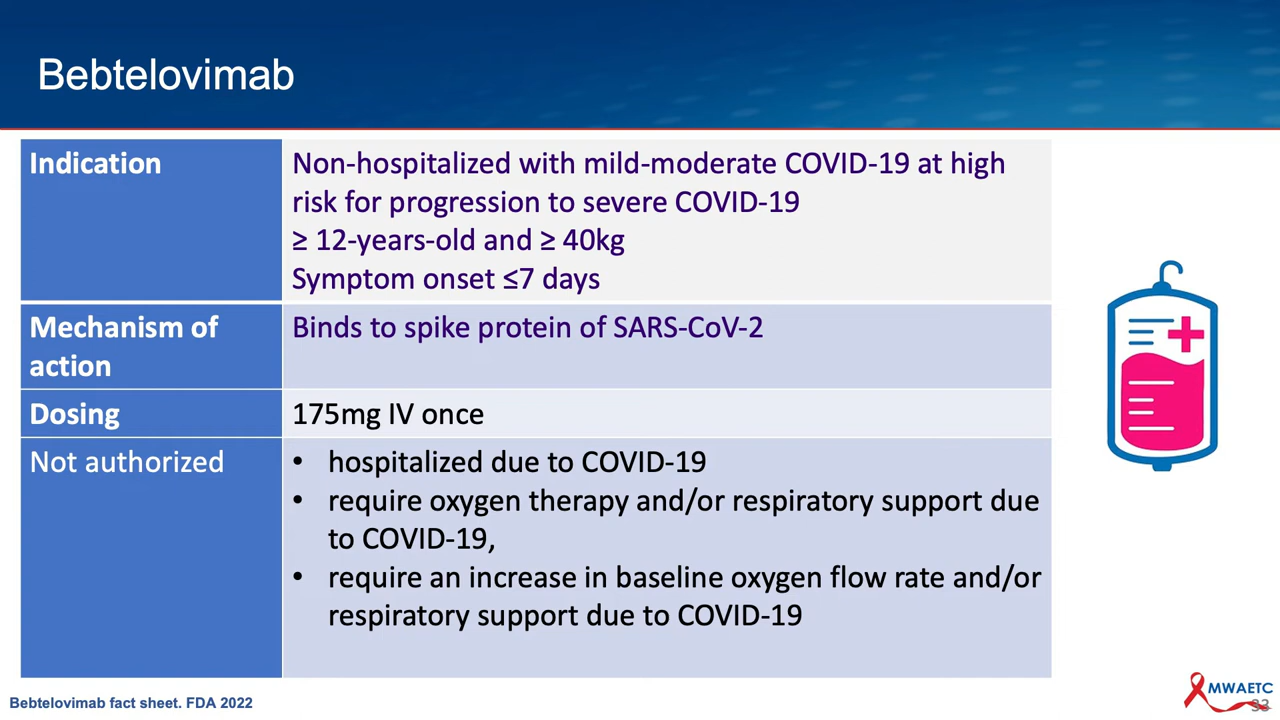 Bebtelovimab
Indication
Non-hospitalized with mild-moderate COVID-19 at high
risk for progression to severe COVID-19
≥ 12-years-old and ≥ 40kg
Symptom onset ≤7 days
Mechanism of
action
Binds to spike protein of SARS-CoV-2
Dosing
175mg IV once
Not authorized
• hospitalized due to COVID-19
• require oxygen therapy and/or respiratory support due
to COVID-19,
• require an increase in baseline oxygen flow rate and/or
respiratory support due to COVID-19
Bebtelovimab fact sheet. FDA 2022
MWAETC
33